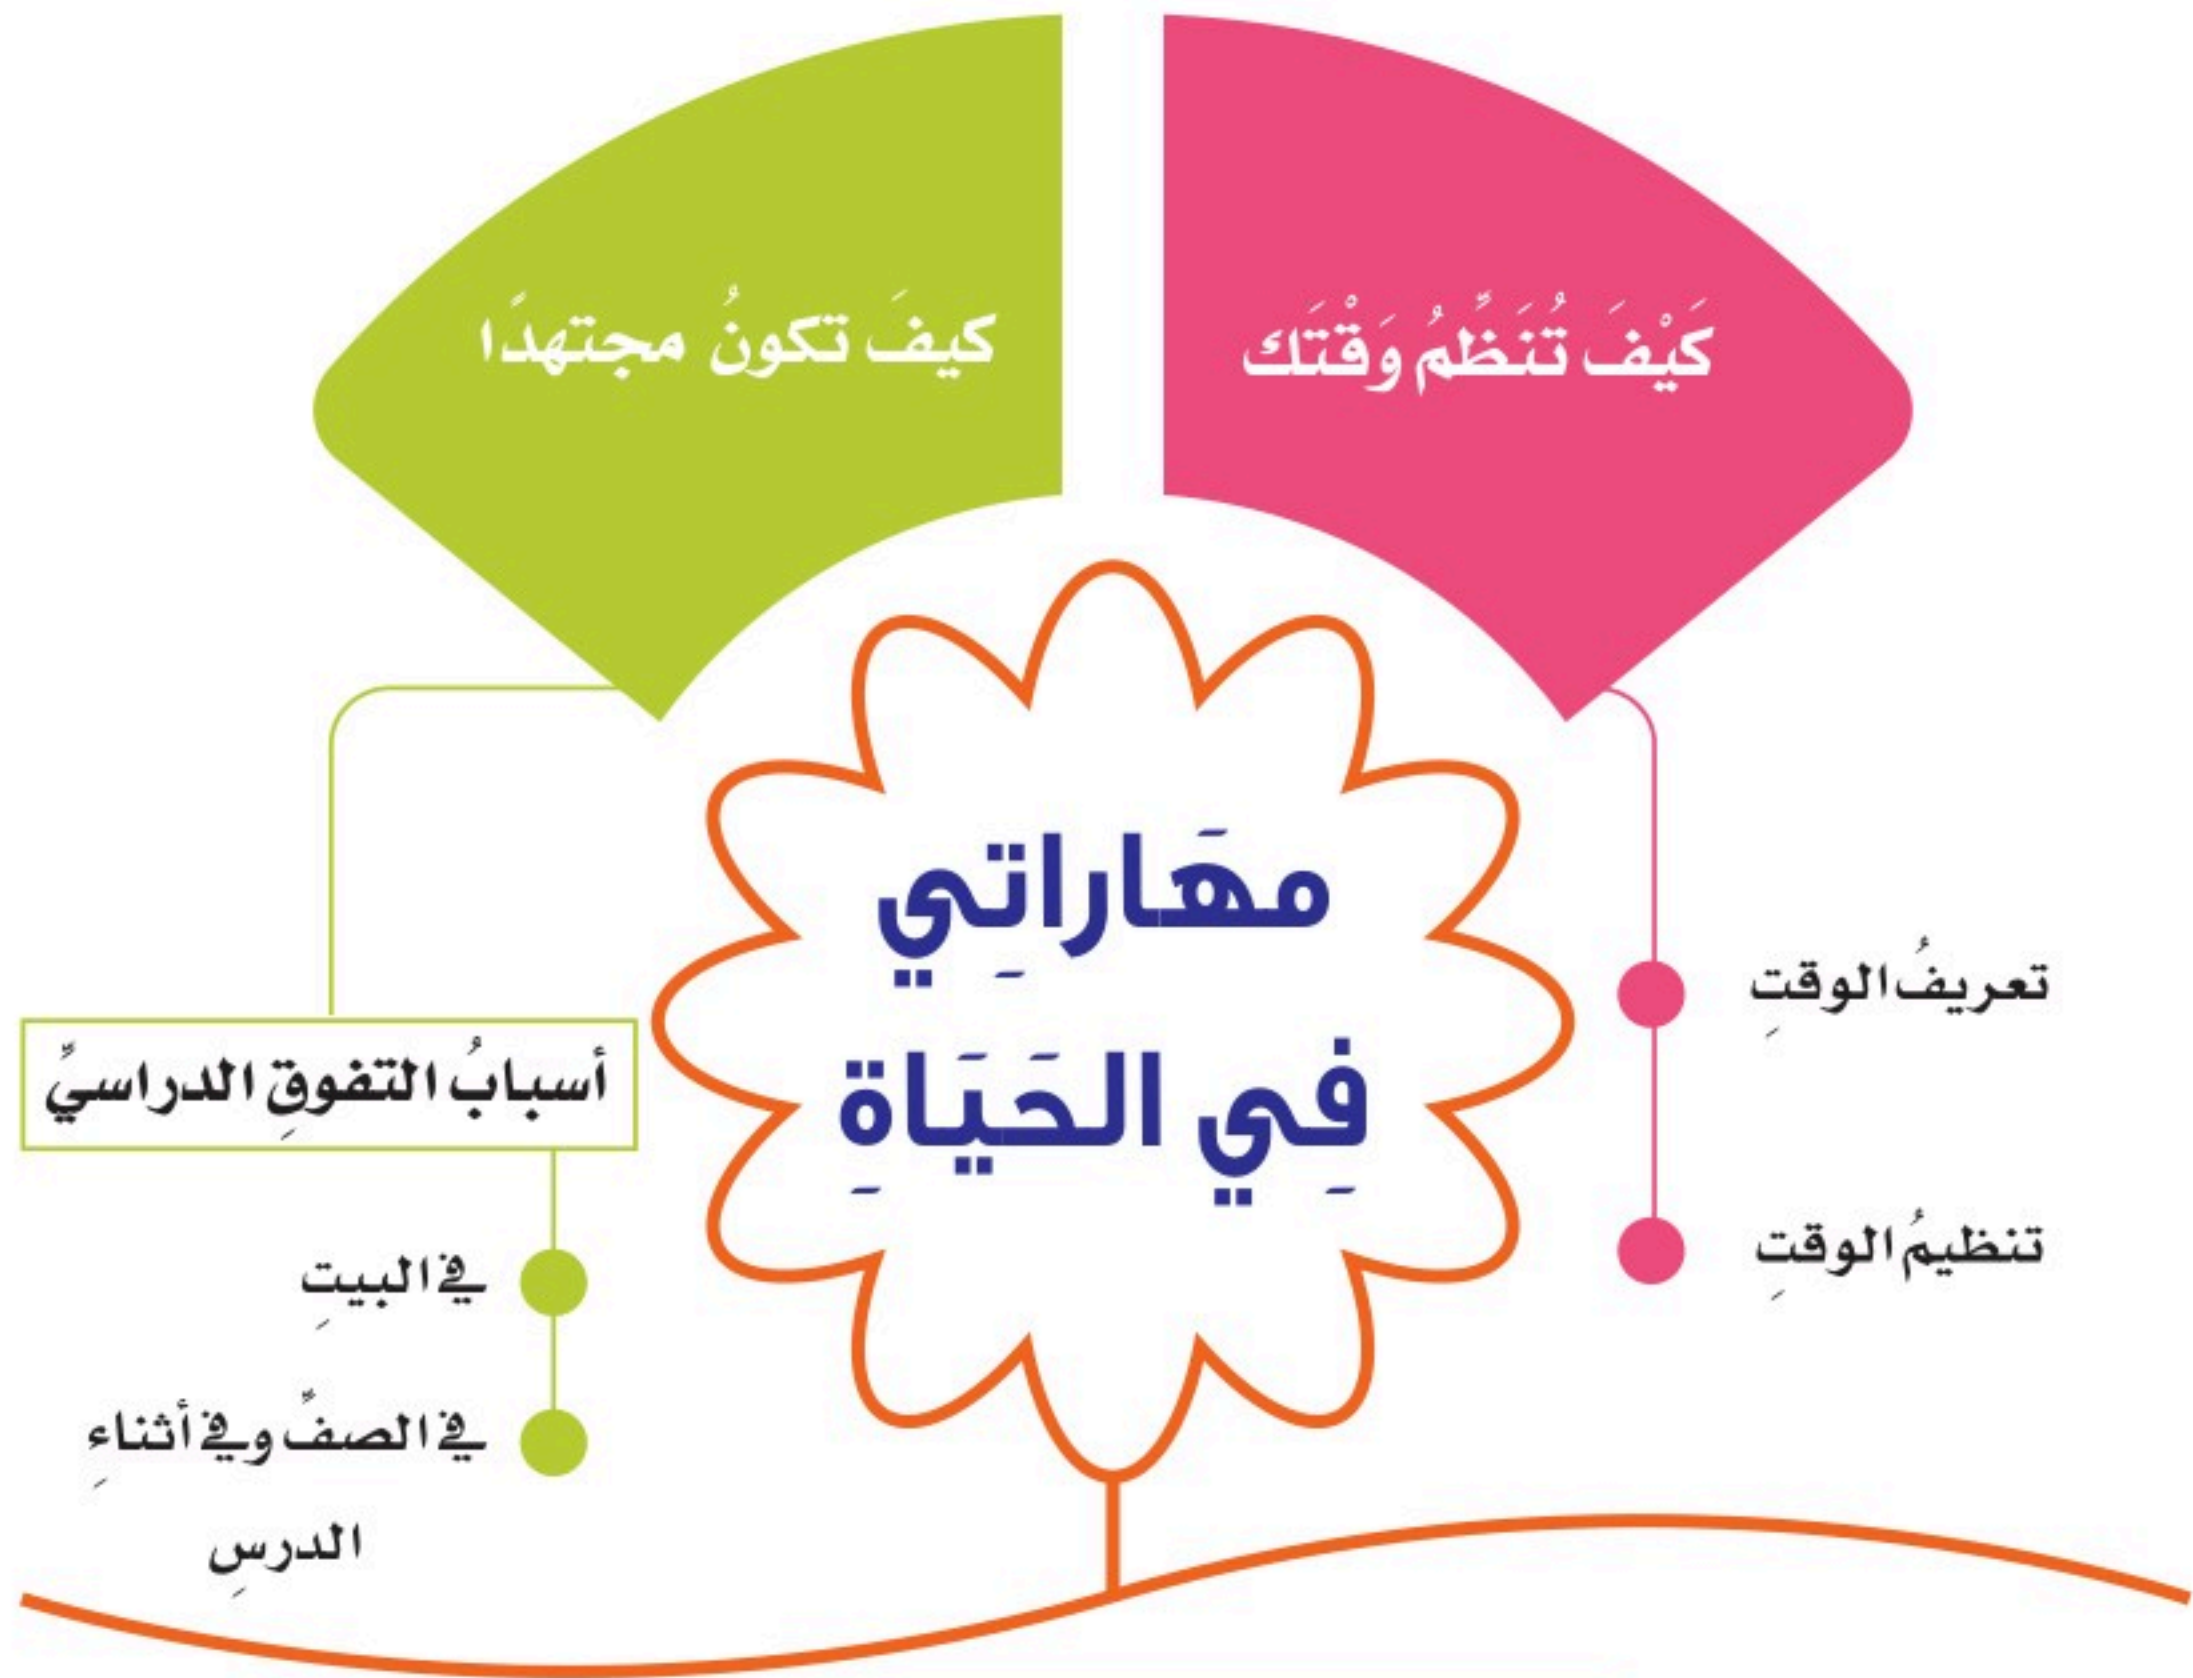 كَيْفَ تُنَظِّمُ وَقْتَك
كيفَ تكونُ مجتهدًا
مهَاراتِي
فِي الحَيَاةِ
تعريفُ الوقتِ
تنظيمُ الوقتِ
أسبابُ التفوقِ الدراسيِّ
في البيتِ
في الصفِّ وفي أثناءِ
الدرسِ